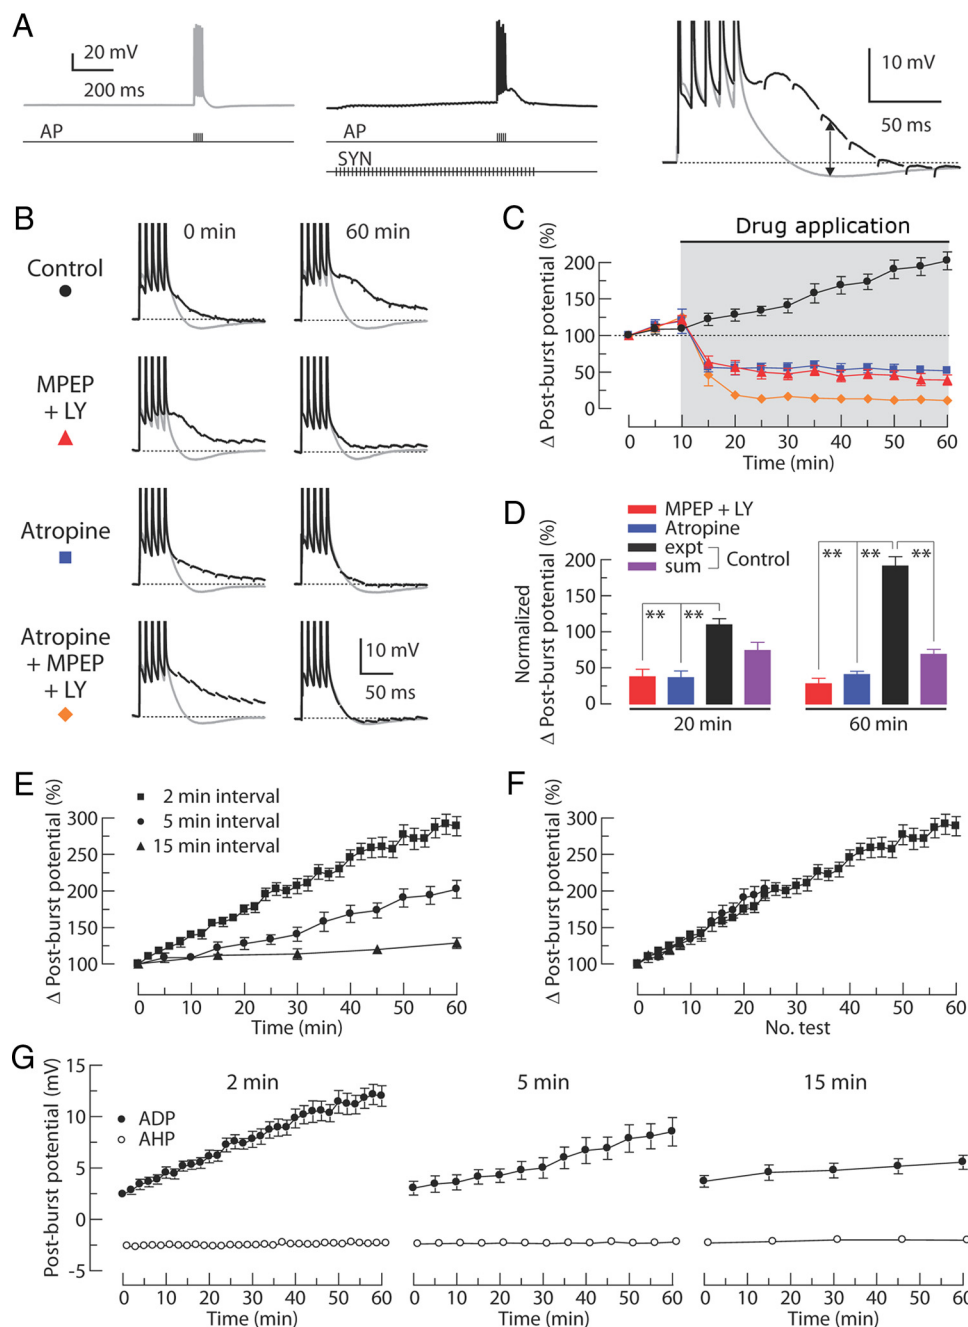 A
20 mV
200 ms
AP
AP
SYN
10 mV
50 ms
B
0 min
60 min
Control
MPEP
+ LY
Atropine
Atropine
+ MPEP
+ LY
10 mV
50 ms
C
Drug application
Δ Post-burst potential (%)
200
150
100
50
0
0 10 20 30 40 50 60
Time (min)
D
MPEP + LY
Atropine
expt
sum
Control
Normalized
Δ Post-burst potential (%)
200
150
100
50
0
** **
** ** **
20 min
60 min
E
Δ Post-burst potential (%)
2 min interval
5 min interval
15 min interval
300
250
200
150
100
0 10 20 30 40 50 60
Time (min)
F
Δ Post-burst potential (%)
300
250
200
150
100
0 10 20 30 40 50 60
No. test
G
Post-burst potential (mV)
15
10
5
0
-5
ADP
AHP
2 min
5 min
15 min
0 10 20 30 40 50 60
Time (min)
0 10 20 30 40 50 60
Time (min)
0 10 20 30 40 50 60
Time (min)